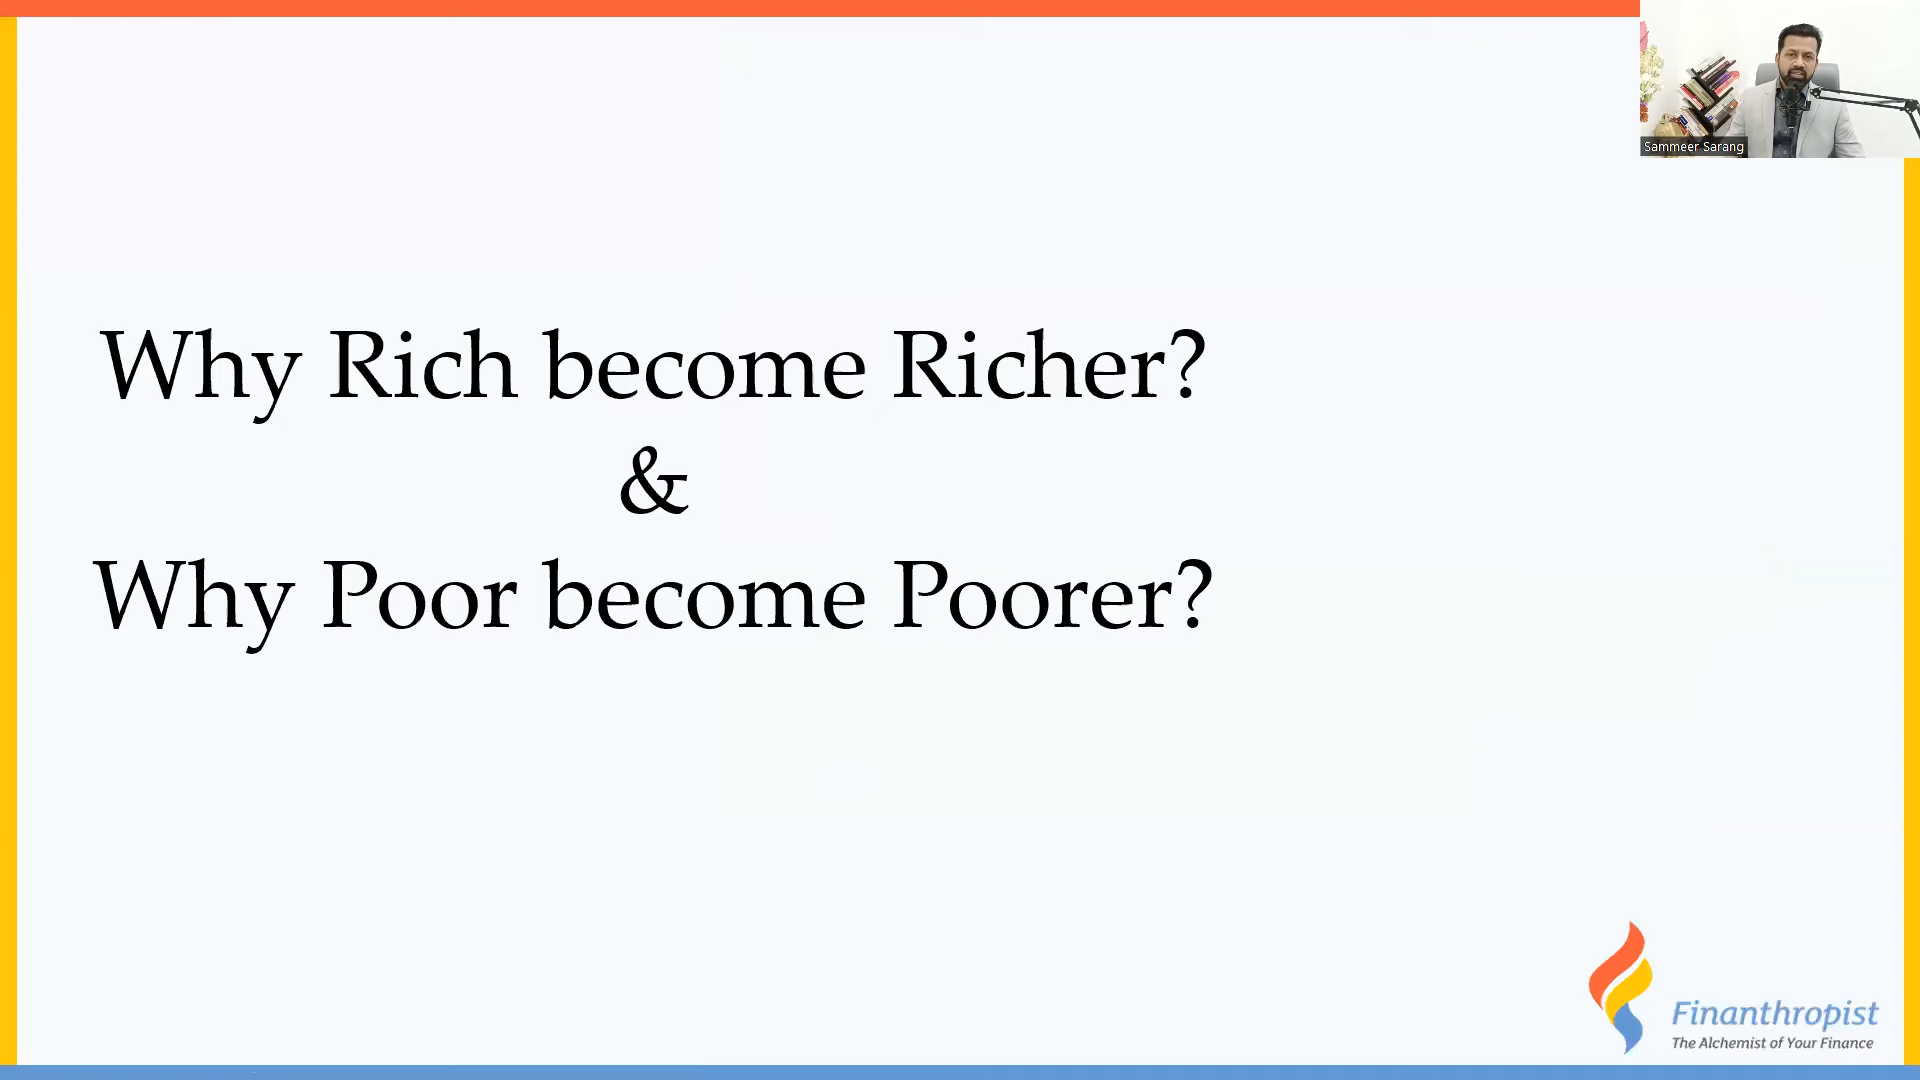 Sammeer Sarang
Why Rich become Richer?
&
Why Poor become Poorer?
Finanthropist
The Alchemist of Your Finance